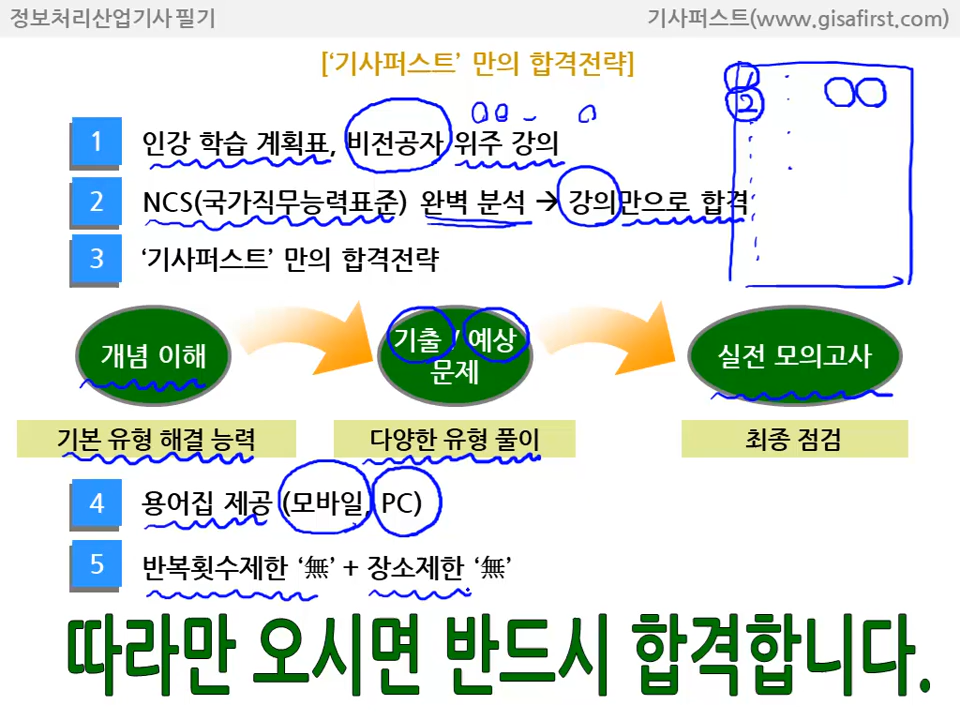 정보처리산업기사 필기
기사퍼스트(www.gisafirst.com)
[‘기사퍼스트’ 만의 합격전략]
1 인강 학습 계획표, 비전공자 위주 강의
2 NCS(국가직무능력표준) 완벽 분석 → 강의만으로 합격
3 ‘기사퍼스트’ 만의 합격전략
개념 이해
기출 / 예상
문제
실전 모의고사
기본 유형 해결 능력
다양한 유형 풀이
최종 점검
4 용어집 제공 (모바일, PC)
5 반복횟수제한 ‘無’ + 장소제한 ‘無’
따라만 오시면 반드시 합격합니다.
1
2